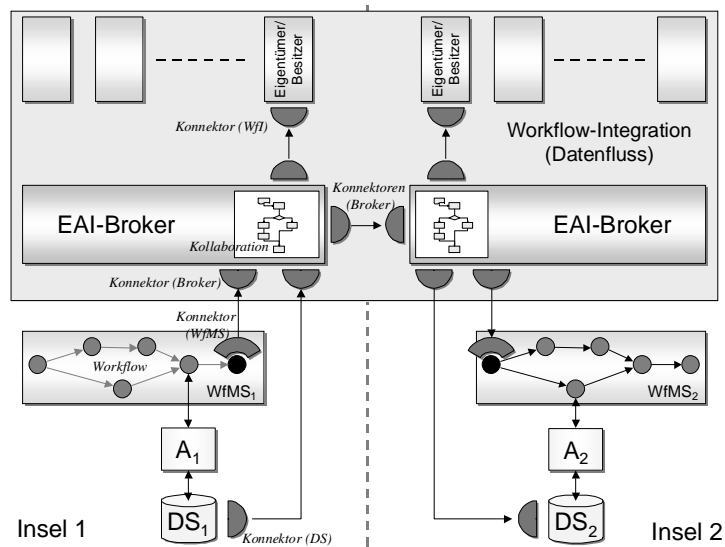 Eigentümer/
Besitzer
Eigentümer/
Besitzer
Konnektor (WfI)
Workflow-Integration
(Datenfluss)
Konnektoren
(Broker)
EAI-Broker
EAI-Broker
Kollaboration
Konnektor (Broker)
Konnektor
(WfMS)
Workflow
WfMS1
WfMS2
A1
A2
DS1
DS2
Konnektor (DS)
Insel 1
Insel 2